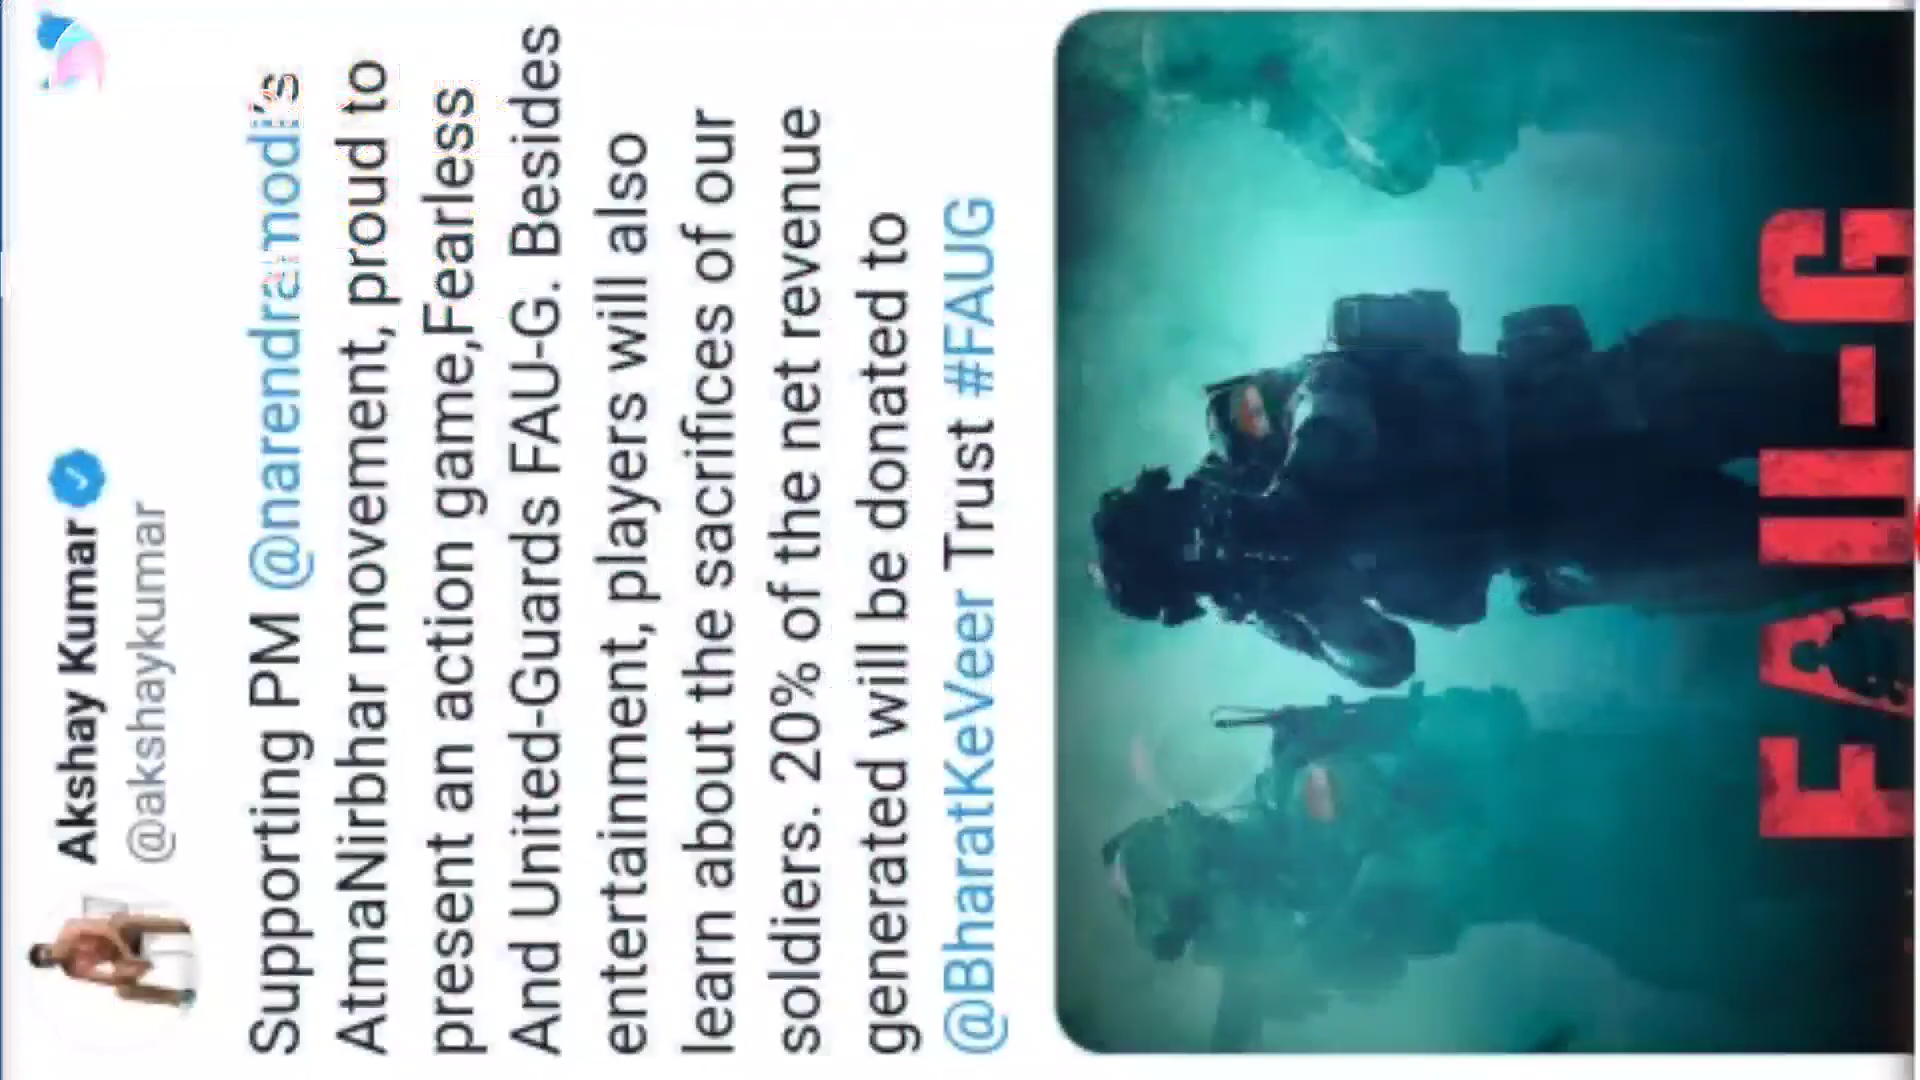 Akshay Kumar
@akshaykumar
Supporting PM @narendramodi's
AtmaNirbhar movement, proud to
present an action game,Fearless
And United-Guards FAU-G. Besides
entertainment, players will also
learn about the sacrifices of our
soldiers. 20% of the net revenue
generated will be donated to
@BharatKeVeer Trust #FAUG
FAU-G